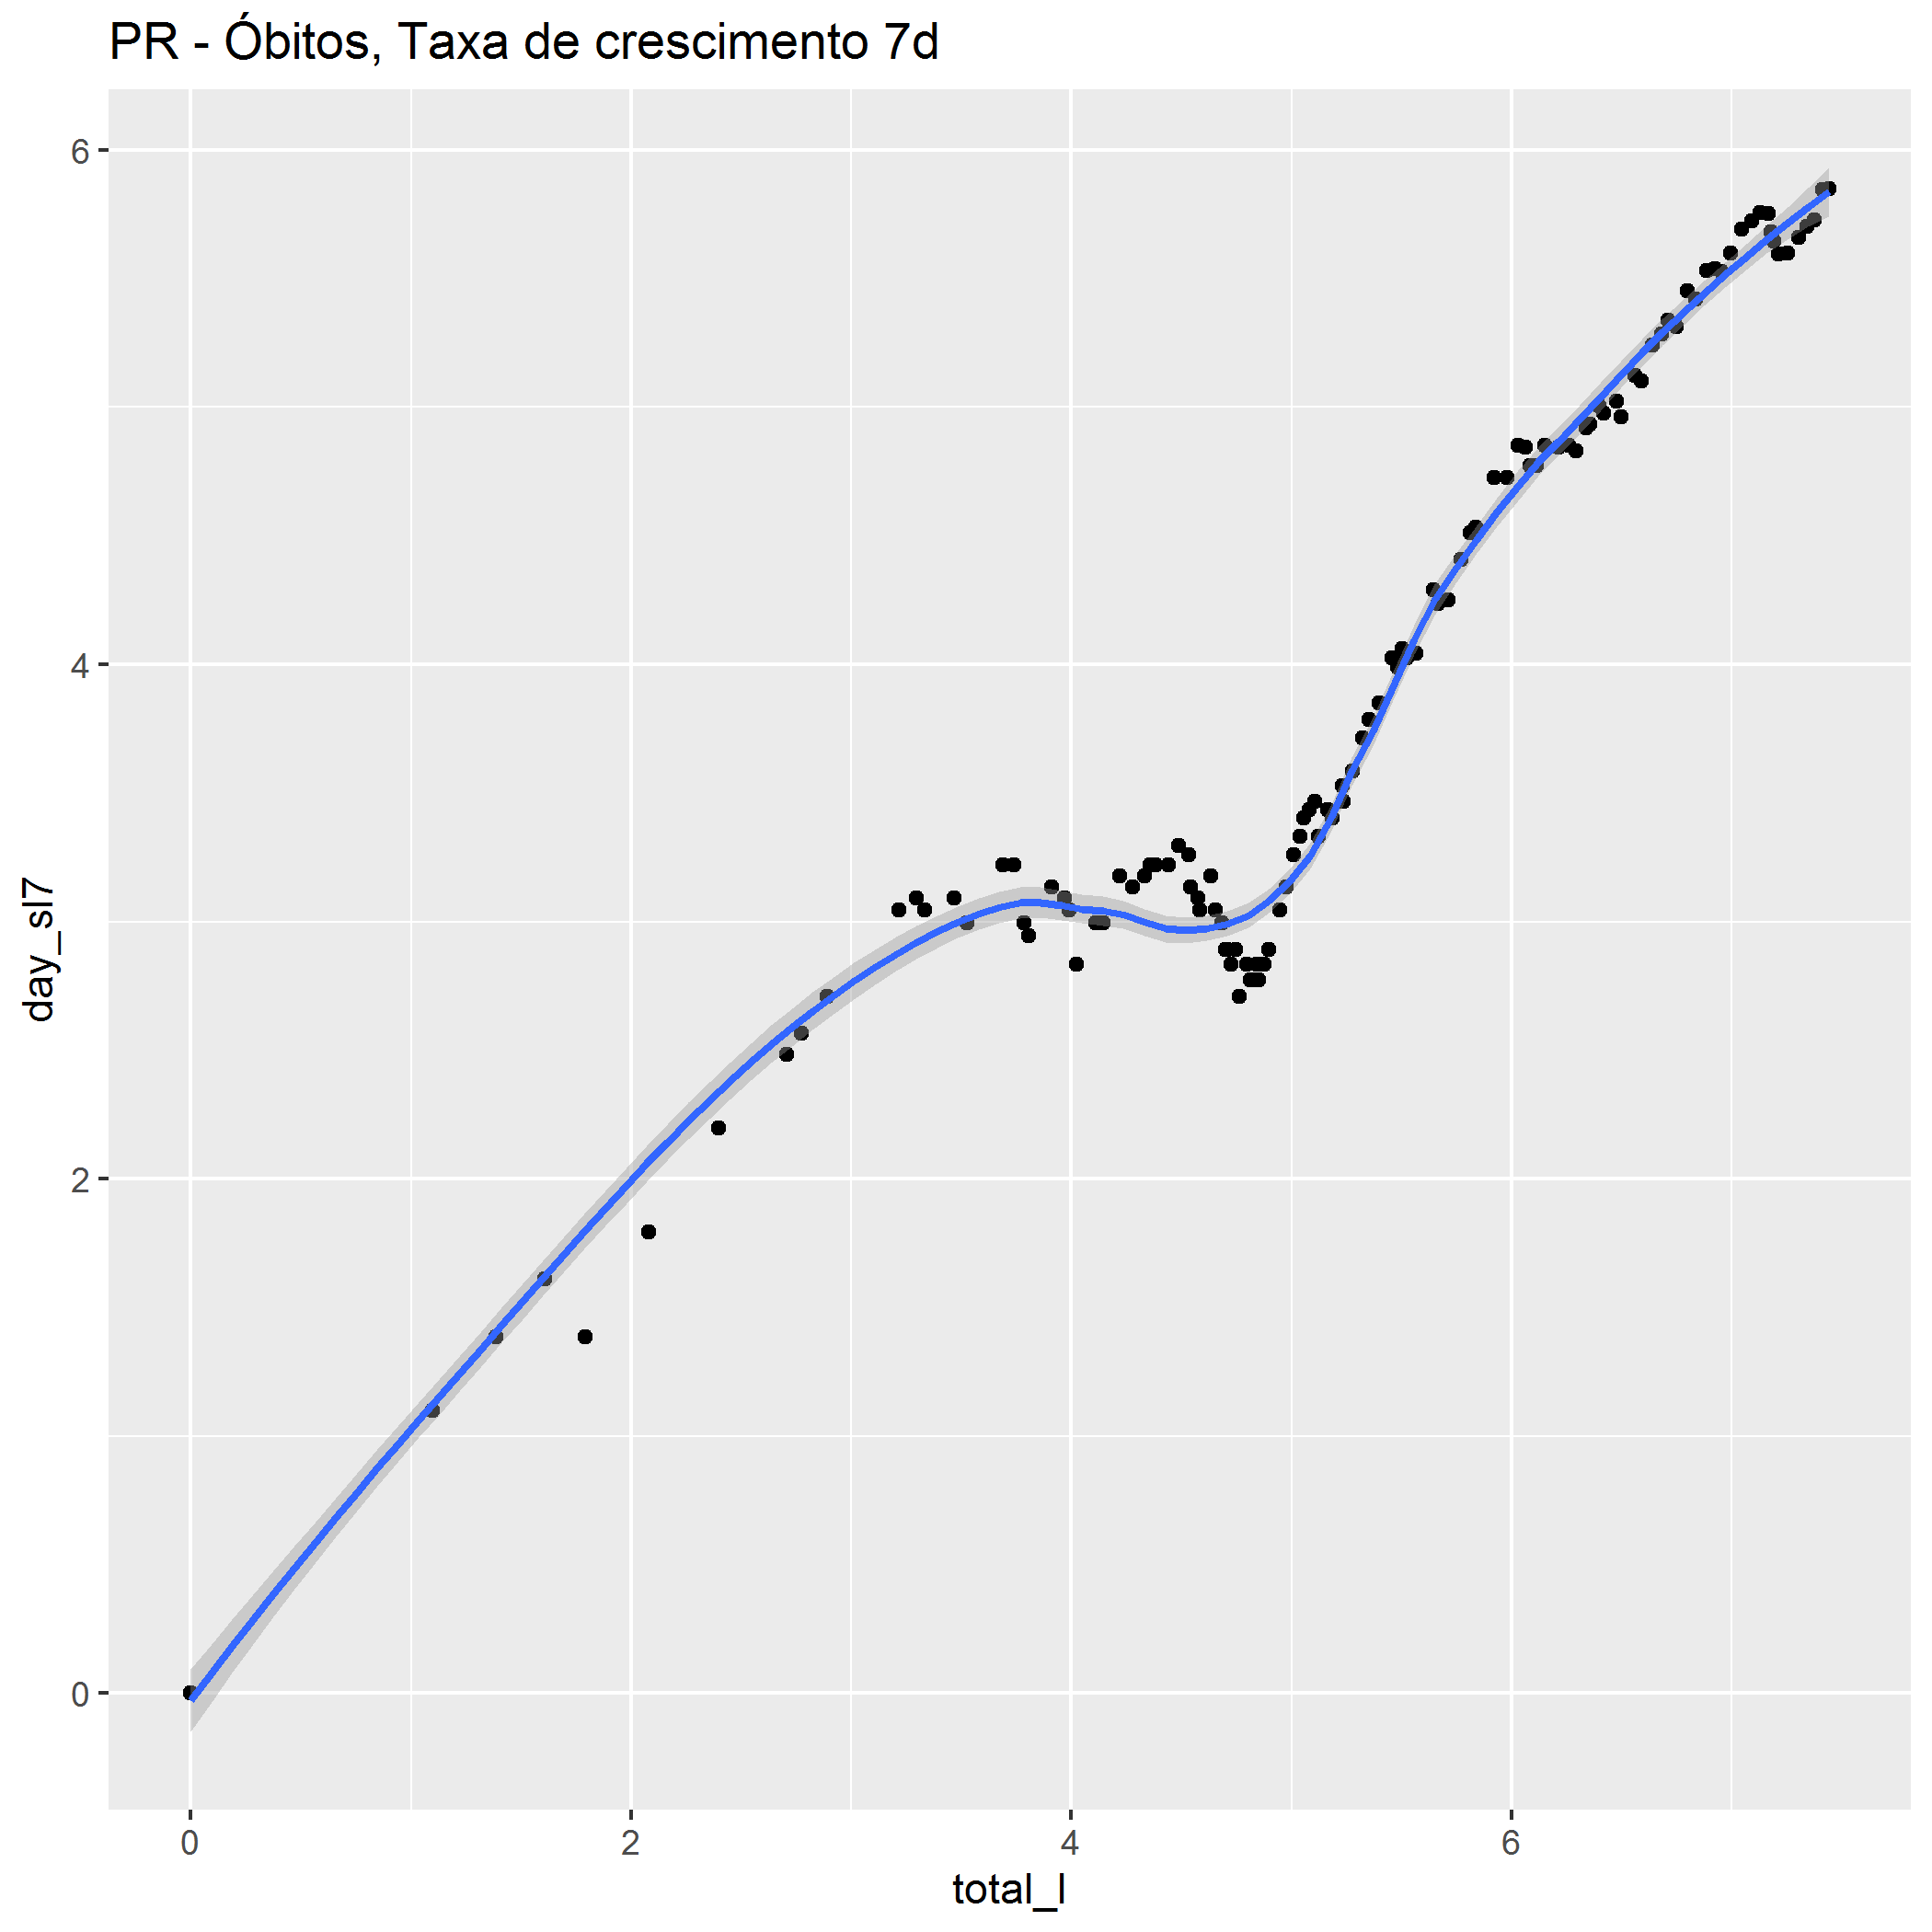 PR - Óbitos, Taxa de crescimento 7d
6
4
2
0
day_sl7
0 2 4 6
total_l